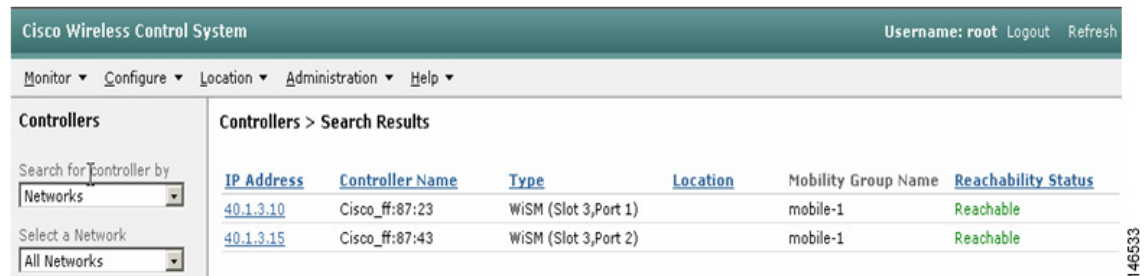 Cisco Wireless Control System
Username: root Logout Refresh
Monitor Configure Location Administration Help
Controllers
Controllers > Search Results
Search for controller by
Networks
Select a Network
All Networks
IP Address Controller Name Type Location Mobility Group Name Reachability Status
40.1.3.10 Cisco_ff:87:23 WiSM (Slot 3,Port 1) mobile-1 Reachable
40.1.3.15 Cisco_ff:87:43 WiSM (Slot 3,Port 2) mobile-1 Reachable
146533